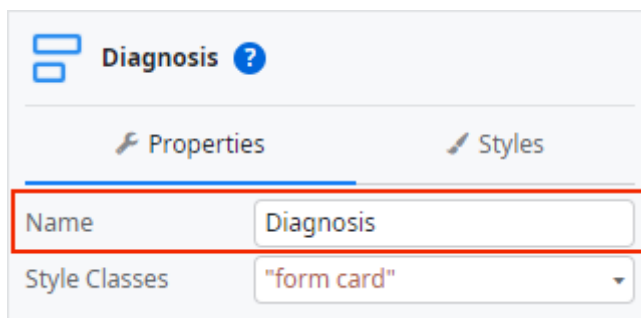 Diagnosis ?
Properties Styles
Name Diagnosis
Style Classes "form card"